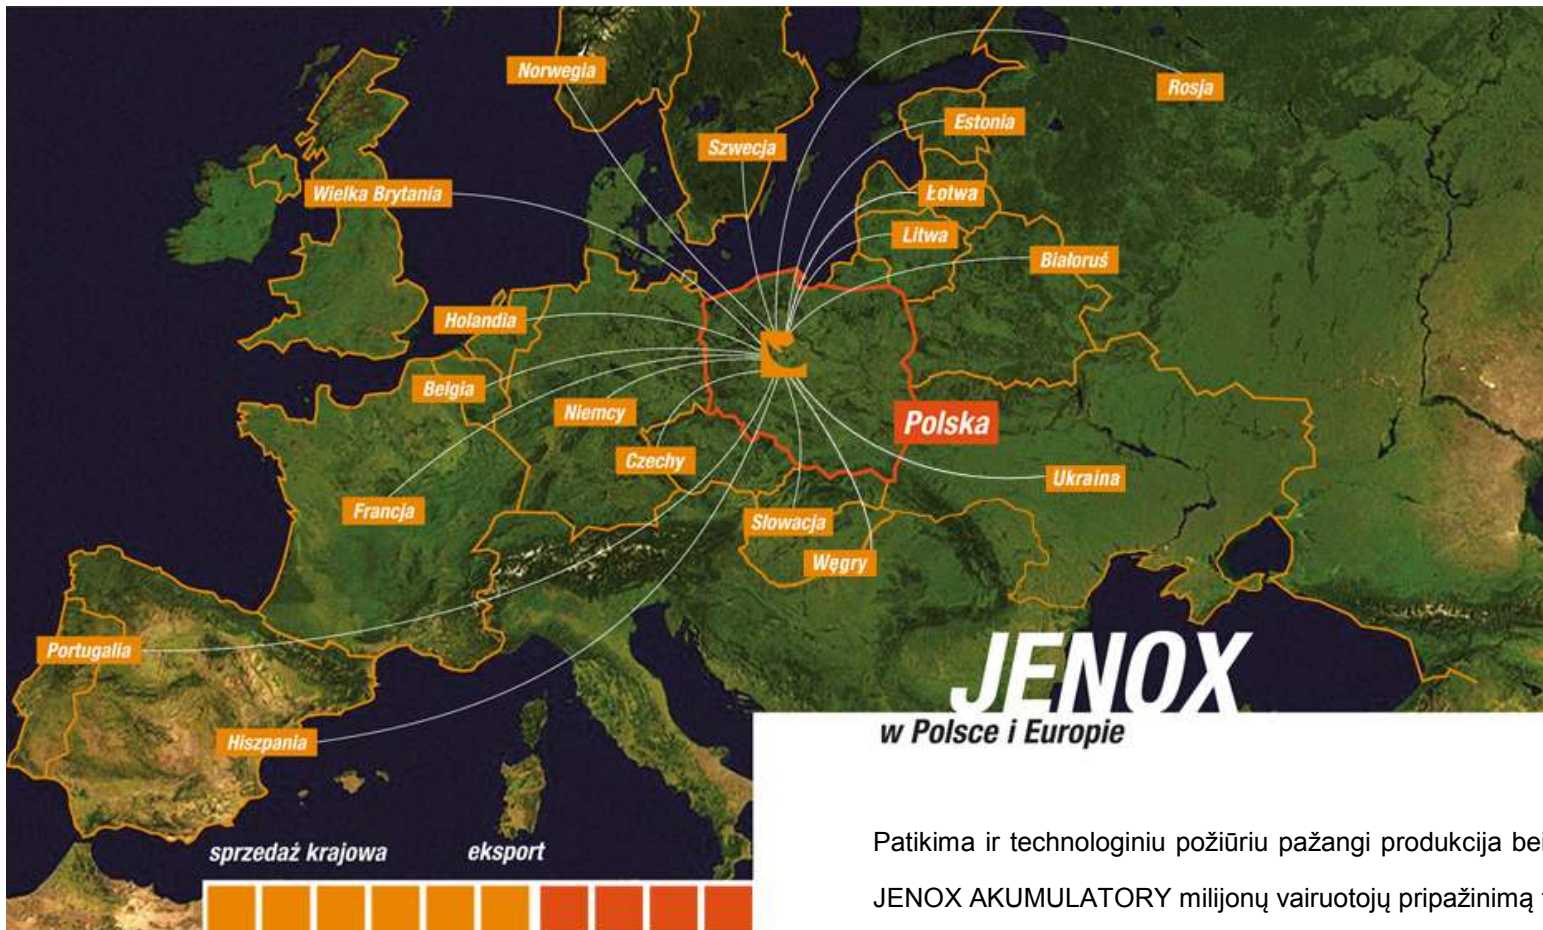 Norwegia
Rosja
Estonia
Szwecja
Wielka Brytania
Łotwa
Litwa
Białoruś
Holandia
Belgia
Niemcy
Polska
Czechy
Ukraina
Francja
Słowacja
Węgry
Portugalia
Hiszpania
JENOX
w Polsce i Europie
sprzedaż krajowa
eksport
Patikima ir technologiniu požiūriu pažangi produkcija bei
JENOX AKUMULATORY milijonų vairuotojų pripažinimą